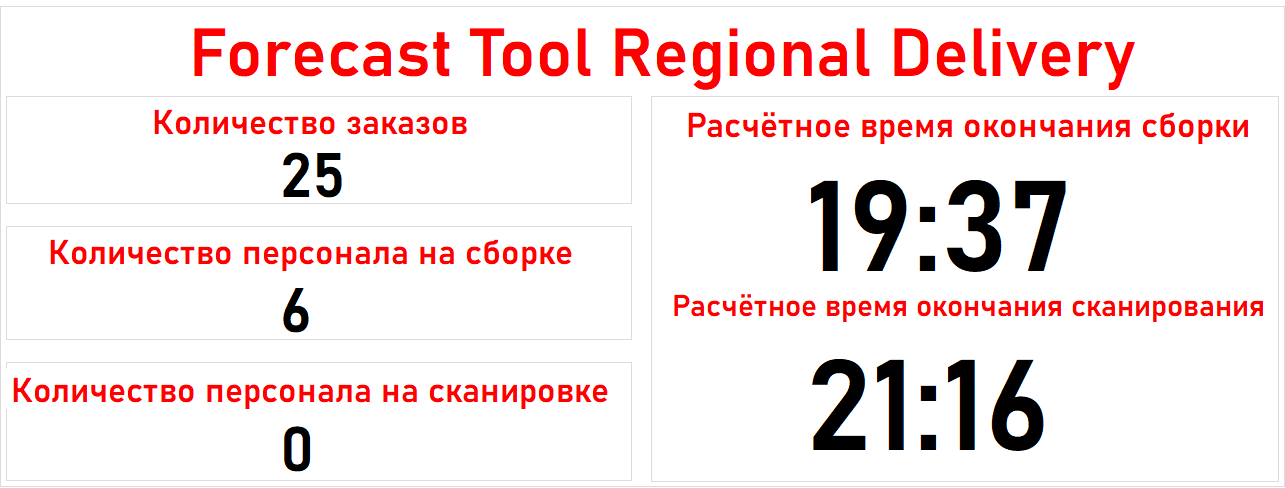 Forecast Tool Regional Delivery
Количество заказов
25
Количество персонала на сборке
6
Количество персонала на сканировке
0
Расчётное время окончания сборки
19:37
Расчётное время окончания сканирования
21:16